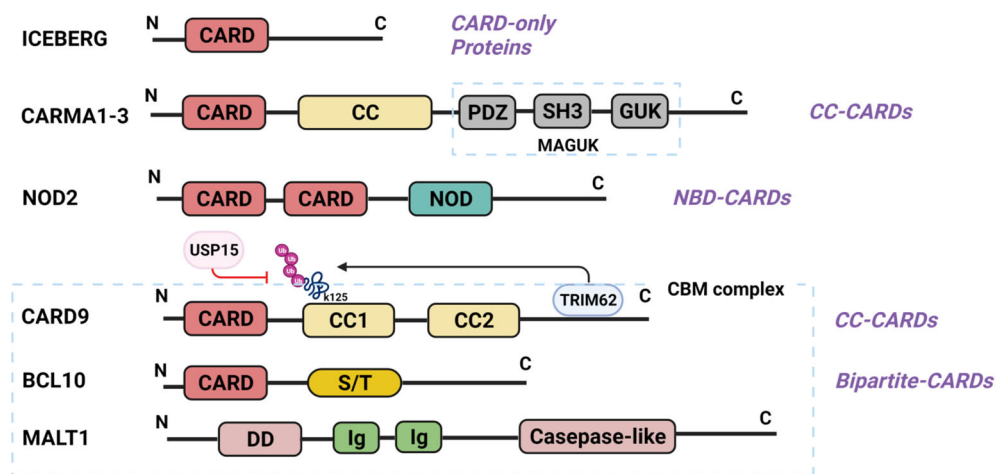 N C CARD-only
ICEBERG CARD Proteins
N C
CARMA1-3 CARD CC PDZ SH3 GUK CC-CARDs
MAGUK
N C
NOD2 CARD CARD NOD NBD-CARDs
USP15 Ub
Ub
Ub
Ub
k125
N TRIM62 C CBM complex
CARD9 CARD CC1 CC2 CC-CARDs
N C
BCL10 CARD S/T Bipartite-CARDs
N C
MALT1 DD Ig Ig Casepase-like